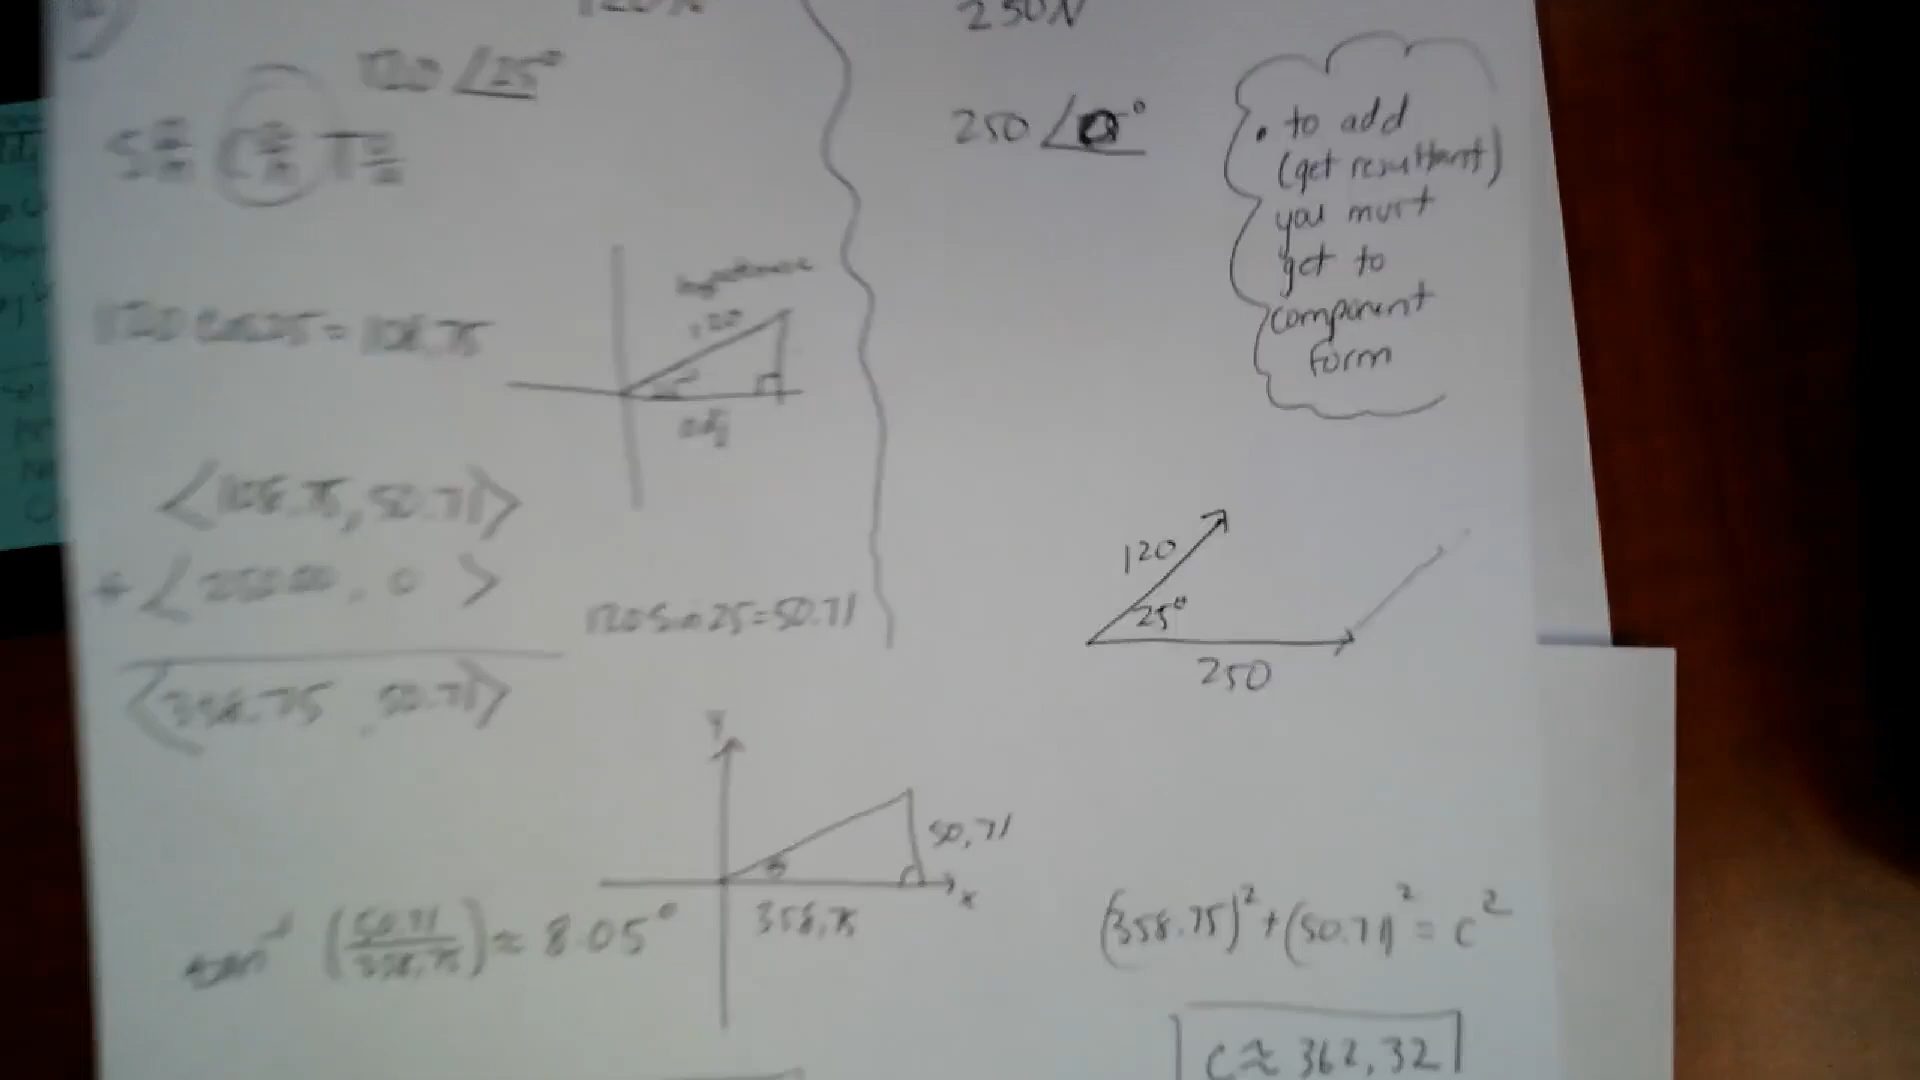 250N
120 ∠25°
250 ∠0°
• to add
(get resultant)
you must
get to
component
form
120 cos25 = 108.75
hypotenuse
120
adj
<108.75, 50.71>
+ <250.00, 0>
<358.75, 50.71>
120 Sin 25 = 50.71
120
25°
250
y
50.71
x
358.75
tan⁻¹ (50.71/358.75) ≈ 8.05°
(358.75)² + (50.71)² = c²
c ≈ 362.32